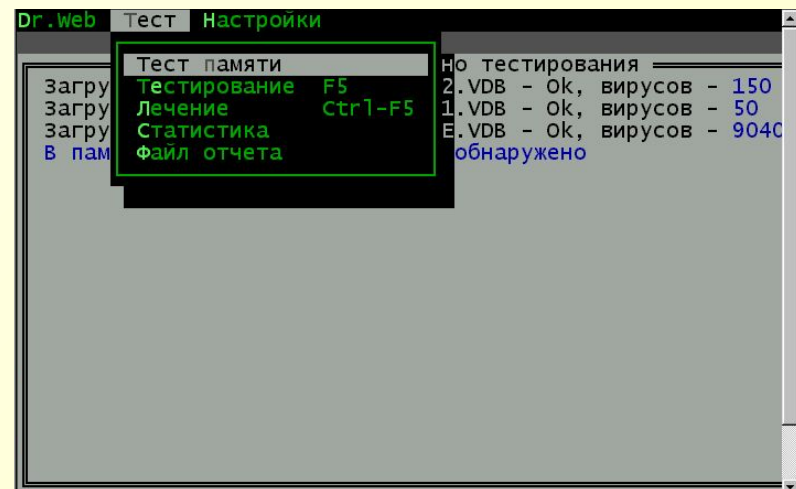 Dr.Web Тест Настройки
но тестирования
Тест памяти
Загру Тестирование F5 2.VDB - Ok, вирусов - 150
Загру Лечение Ctrl-F5 1.VDB - Ok, вирусов - 50
Загру Статистика E.VDB - Ok, вирусов - 9040
В пам Файл отчета обнаружено